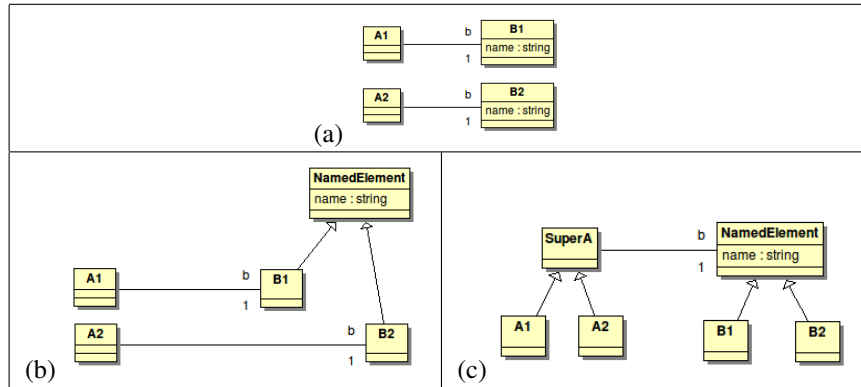 A1
b
B1
name : string
1
A2
b
B2
name : string
1
(a)
NamedElement
name : string
A1
b
B1
1
A2
b
B2
1
(b)
SuperA
b
NamedElement
name : string
1
A1
A2
B1
B2
(c)